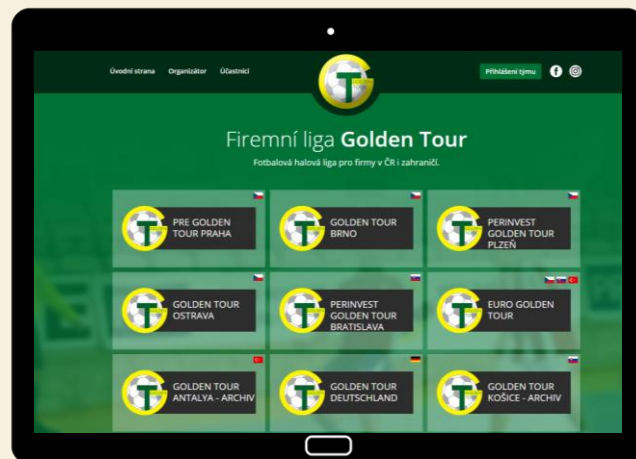 Úvodní strana Organizátor Účastníci
Přihlášení týmu
Firemní liga Golden Tour
Fotbalová halová liga pro firmy v ČR i zahraničí.
PRE GOLDEN
TOUR PRAHA
GOLDEN TOUR
BRNO
PERINVEST
GOLDEN TOUR
PLZEŇ
GOLDEN TOUR
OSTRAVA
PERINVEST
GOLDEN TOUR
BRATISLAVA
EURO GOLDEN
TOUR
GOLDEN TOUR
ANTALYA - ARCHIV
GOLDEN TOUR
DEUTSCHLAND
GOLDEN TOUR
KOŠICE - ARCHIV